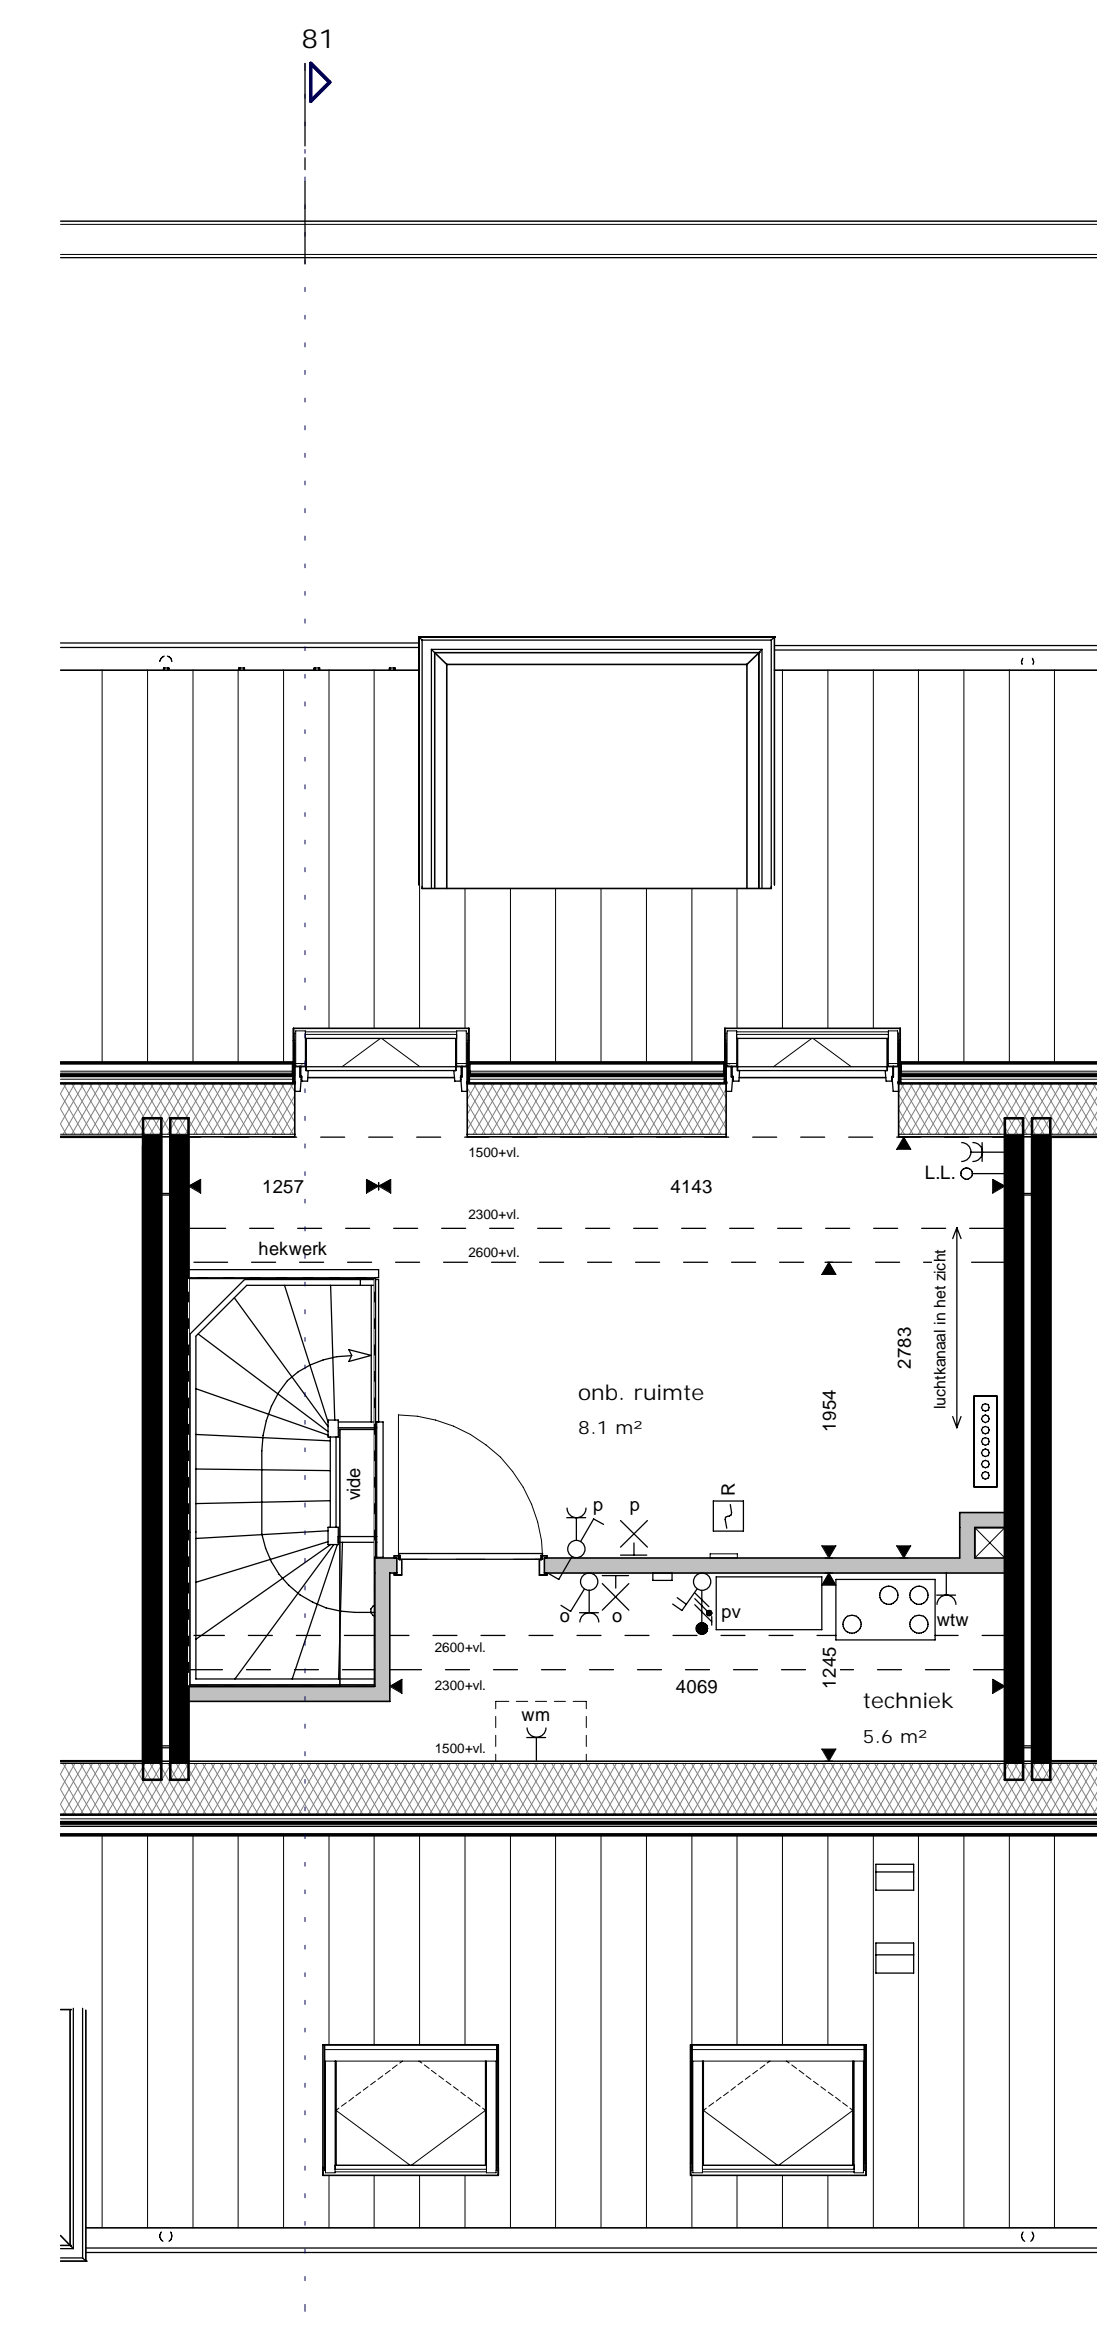 81
1500+vl.
L.L.
1257
4143
2300+vl.
hekwerk
2600+vl.
luchtkanaal in het zicht
2783
onb. ruimte
1954
8.1 m²
vide
R
p
p
o
o
pv
wtw
2600+vl.
1245
2300+vl.
4069
techniek
wm
5.6 m²
1500+vl.